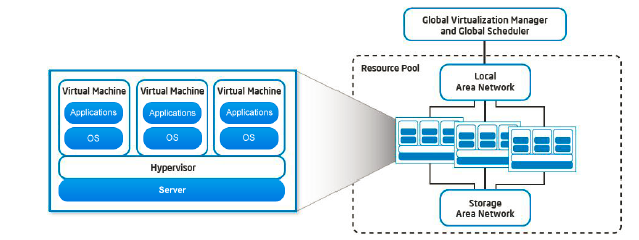 Global Virtualization Manager
and Global Scheduler
Resource Pool
Local
Area Network
Virtual Machine
Virtual Machine
Virtual Machine
Applications
Applications
Applications
OS
OS
OS
Hypervisor
Server
Storage
Area Network